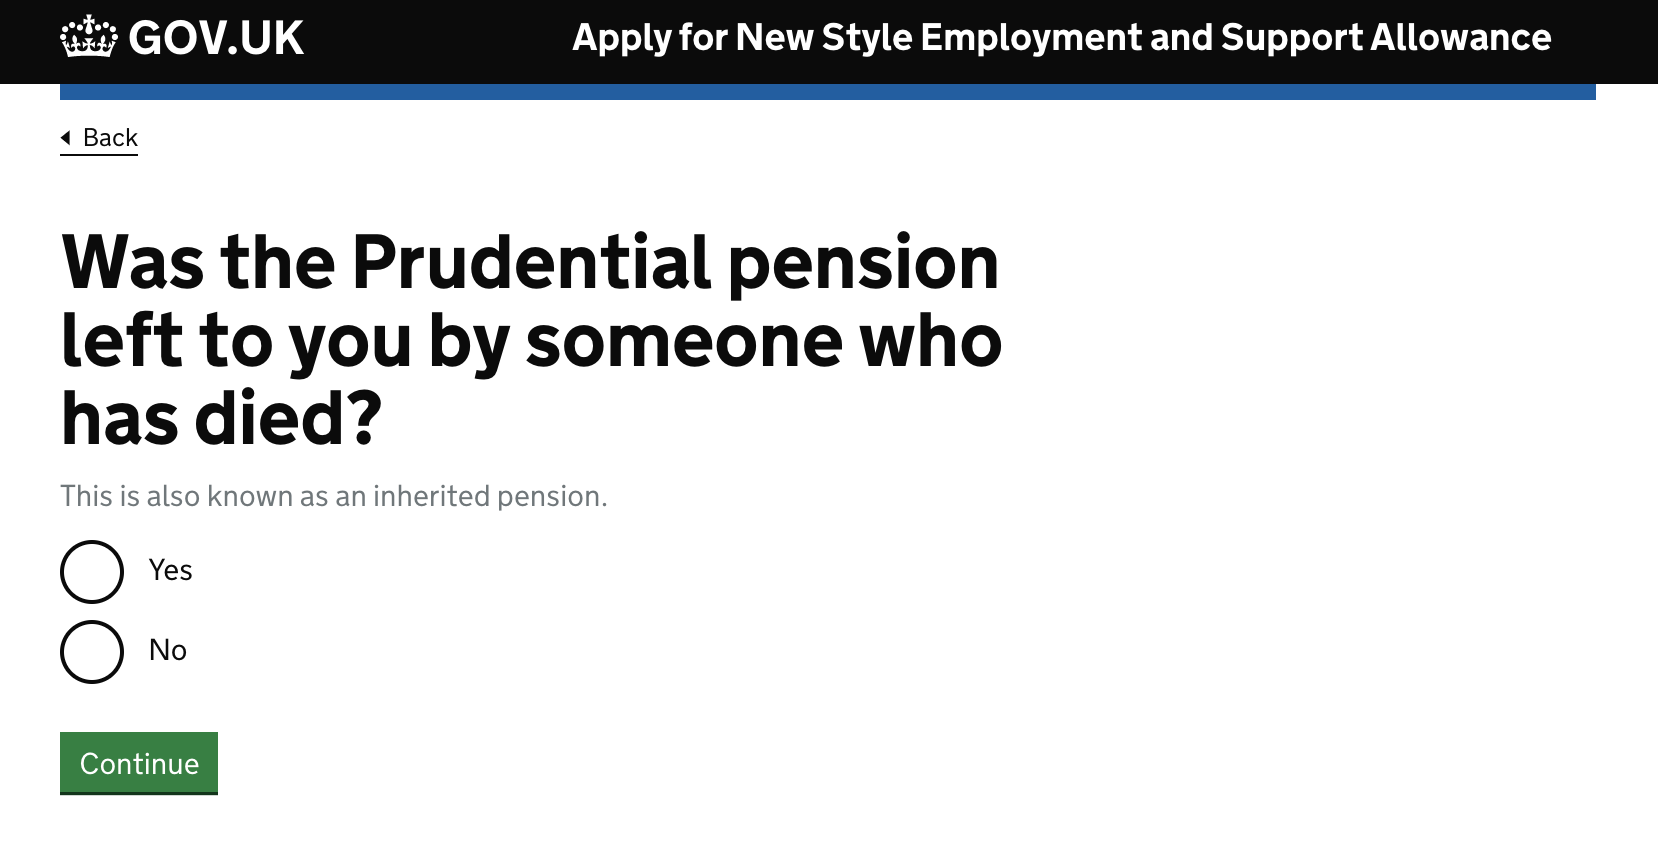 GOV.UK
Apply for New Style Employment and Support Allowance
Back
Was the Prudential pension
left to you by someone who
has died?
This is also known as an inherited pension.
Yes
No
Continue